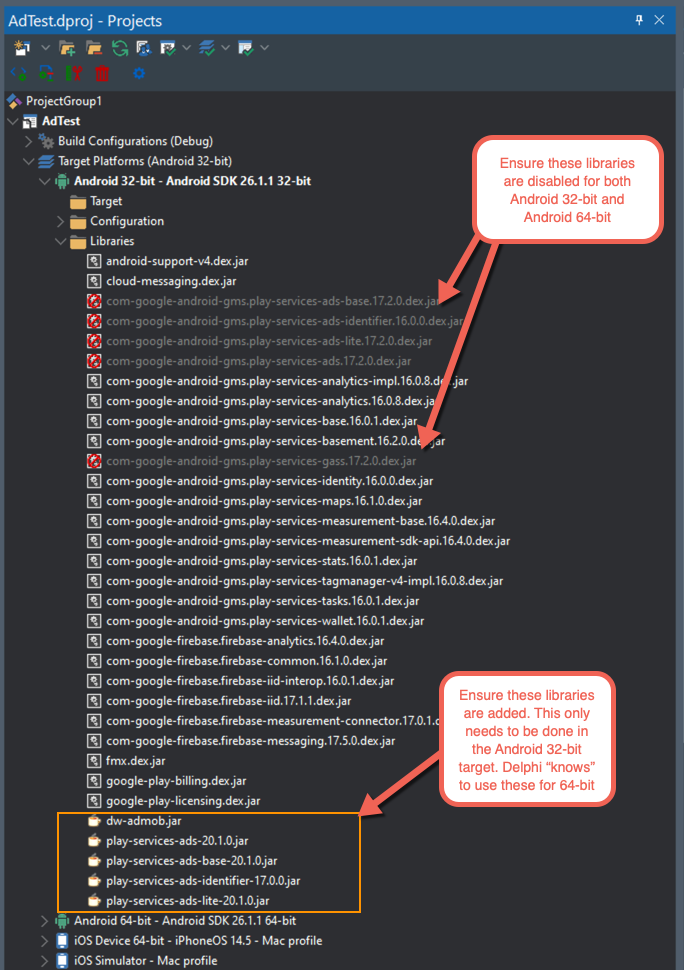 AdTest.dproj - Projects
ProjectGroup1
AdTest
Build Configurations (Debug)
Target Platforms (Android 32-bit)
Android 32-bit - Android SDK 26.1.1 32-bit
Target
Configuration
Libraries
Ensure these libraries
are disabled for both
Android 32-bit and
Android 64-bit
android-support-v4.dex.jar
cloud-messaging.dex.jar
com-google-android-gms.play-services-ads-base.17.2.0.dex.jar
com-google-android-gms.play-services-ads-identifier.16.0.0.dex.jar
com-google-android-gms.play-services-ads-lite.17.2.0.dex.jar
com-google-android-gms.play-services-ads.17.2.0.dex.jar
com-google-android-gms.play-services-analytics-impl.16.0.8.dex.jar
com-google-android-gms.play-services-analytics.16.0.8.dex.jar
com-google-android-gms.play-services-base.16.0.1.dex.jar
com-google-android-gms.play-services-basement.16.2.0.dex.jar
com-google-android-gms.play-services-gass.17.2.0.dex.jar
com-google-android-gms.play-services-identity.16.0.0.dex.jar
com-google-android-gms.play-services-maps.16.1.0.dex.jar
com-google-android-gms.play-services-measurement-base.16.4.0.dex.jar
com-google-android-gms.play-services-measurement-sdk-api.16.4.0.dex.jar
com-google-android-gms.play-services-stats.16.0.1.dex.jar
com-google-android-gms.play-services-tagmanager-v4-impl.16.0.8.dex.jar
com-google-android-gms.play-services-tasks.16.0.1.dex.jar
com-google-android-gms.play-services-wallet.16.0.1.dex.jar
com-google-firebase.firebase-analytics.16.4.0.dex.jar
com-google-firebase.firebase-common.16.1.0.dex.jar
com-google-firebase.firebase-iid-interop.16.0.1.dex.jar
com-google-firebase.firebase-iid.17.1.1.dex.jar
com-google-firebase.firebase-measurement-connector.17.0.1.d
com-google-firebase.firebase-messaging.17.5.0.dex.jar
fmx.dex.jar
google-play-billing.dex.jar
google-play-licensing.dex.jar
Ensure these libraries
are added. This only
needs to be done in
the Android 32-bit
target. Delphi “knows”
to use these for 64-bit
dw-admob.jar
play-services-ads-20.1.0.jar
play-services-ads-base-20.1.0.jar
play-services-ads-identifier-17.0.0.jar
play-services-ads-lite-20.1.0.jar
Android 64-bit - Android SDK 26.1.1 64-bit
iOS Device 64-bit - iPhoneOS 14.5 - Mac profile
iOS Simulator - Mac profile